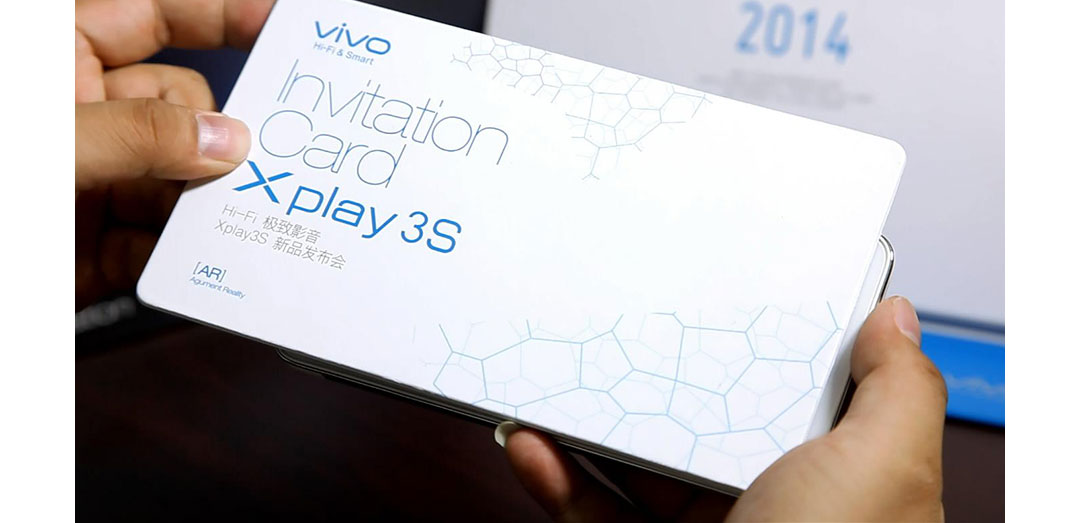 vivo
Hi-Fi & Smart
Invitation
Card
Xplay 3S
Hi-Fi 极致影音
Xplay3S 新品发布会
[AR]
Agument Reality
2014